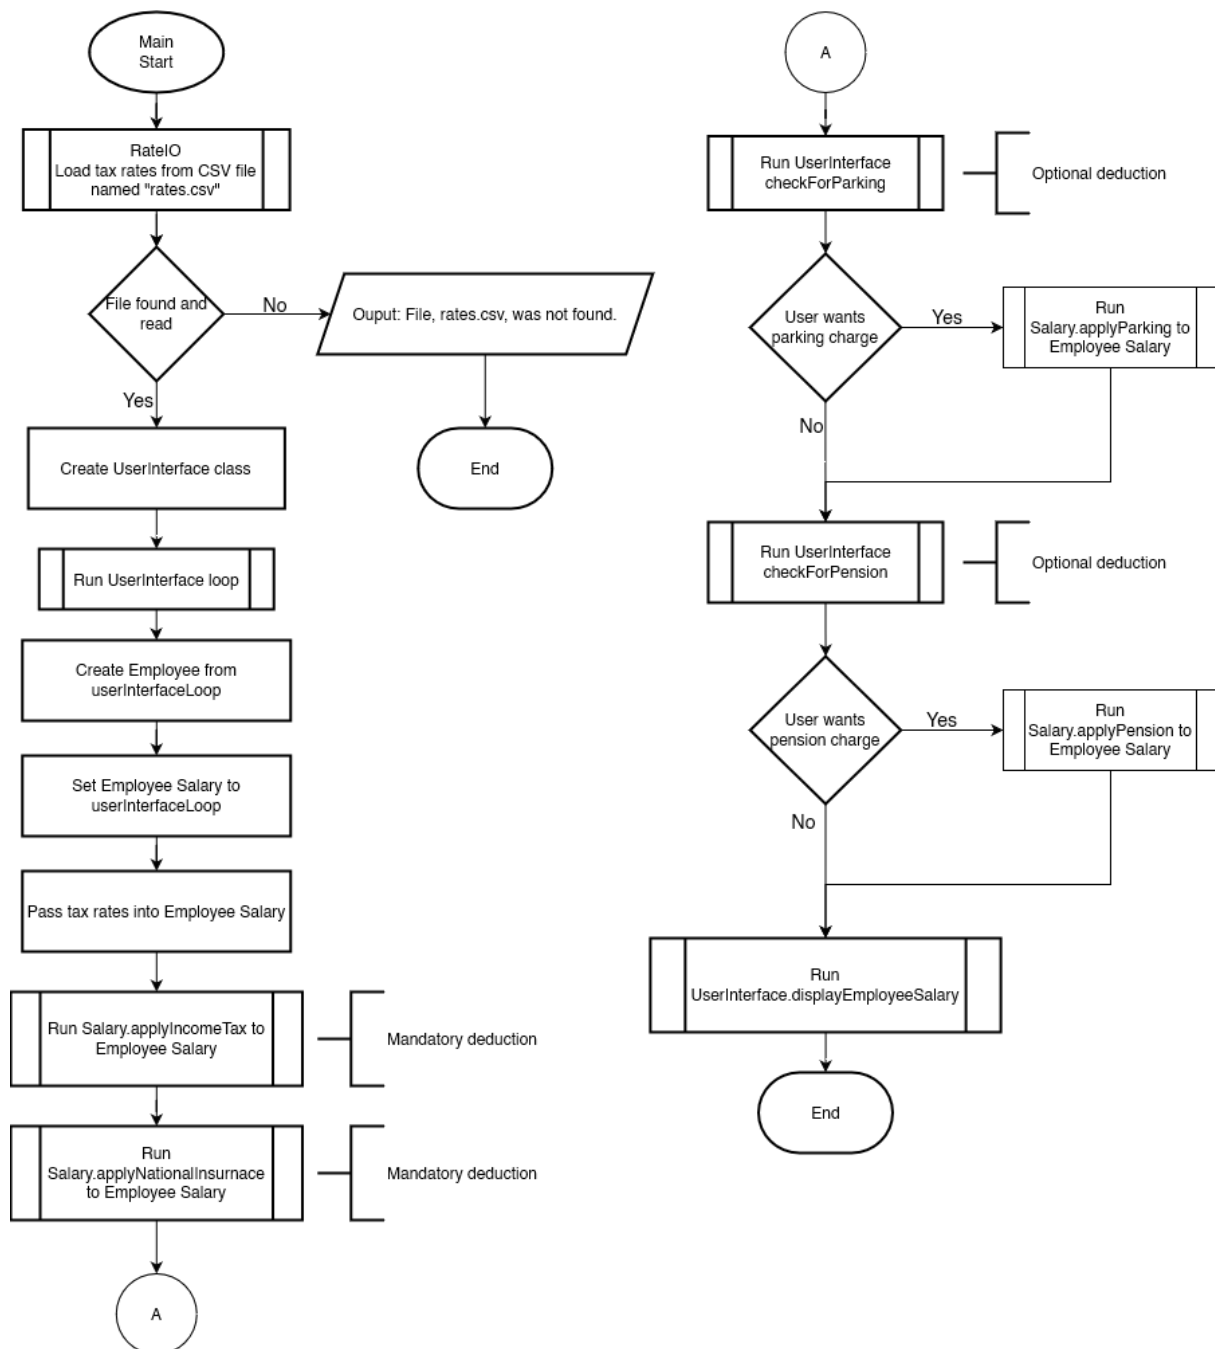 Main
Start
RateIO
Load tax rates from CSV file
named "rates.csv"
File found and
read
No
Ouput: File, rates.csv, was not found.
End
Yes
Create UserInterface class
Run UserInterface loop
Create Employee from
userInterfaceLoop
Set Employee Salary to
userInterfaceLoop
Pass tax rates into Employee Salary
Run Salary.applyIncomeTax to
Employee Salary
Mandatory deduction
Run
Salary.applyNationalInsurnace
to Employee Salary
Mandatory deduction
A
A
Run UserInterface
checkForParking
Optional deduction
User wants
parking charge
Yes
Run
Salary.applyParking to
Employee Salary
No
Run UserInterface
checkForPension
Optional deduction
User wants
pension charge
Yes
Run
Salary.applyPension to
Employee Salary
No
Run
UserInterface.displayEmployeeSalary
End